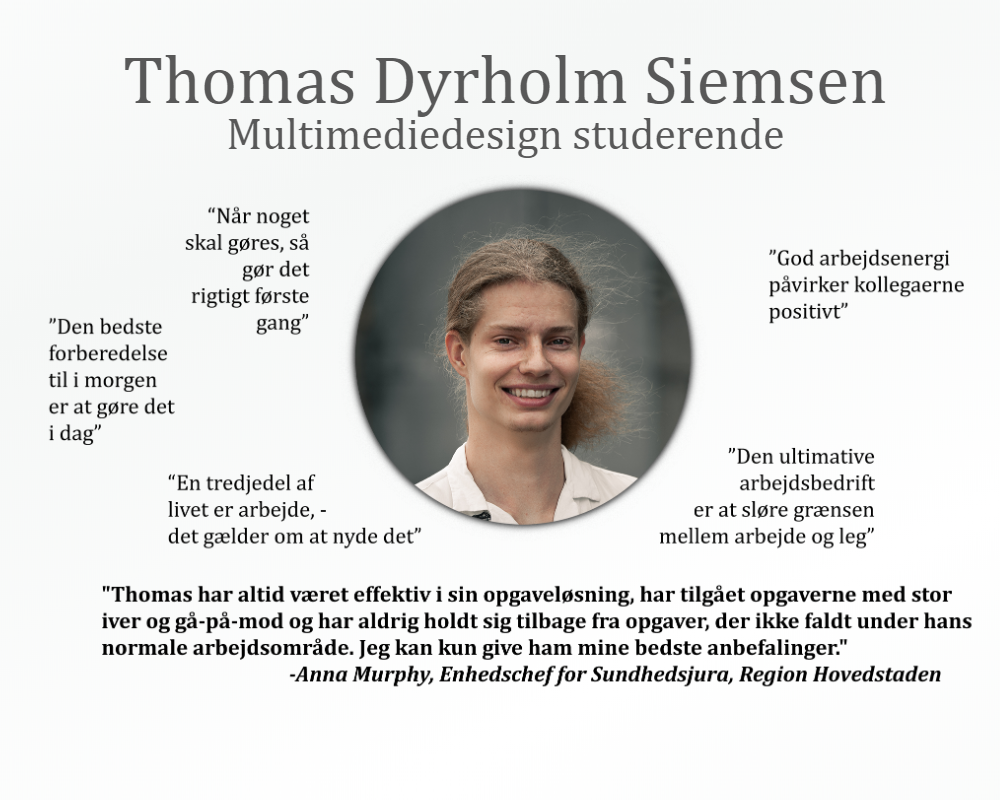 Thomas Dyrholm Siemsen
Multimediedesign studerende
“Når noget
skal gøres, så
gør det
rigtigt første
gang”
”God arbejdsenergi
påvirker kollegaerne
positivt”
”Den bedste
forberedelse
til i morgen
er at gøre det
i dag”
“En tredjedel af
livet er arbejde, -
det gælder om at nyde det”
”Den ultimative
arbejdsbedrift
er at sløre grænsen
mellem arbejde og leg”
"Thomas har altid været effektiv i sin opgaveløsning, har tilgået opgaverne med stor
iver og gå-på-mod og har aldrig holdt sig tilbage fra opgaver, der ikke faldt under hans
normale arbejdsområde. Jeg kan kun give ham mine bedste anbefalinger."
-Anna Murphy, Enhedschef for Sundhedsjura, Region Hovedstaden